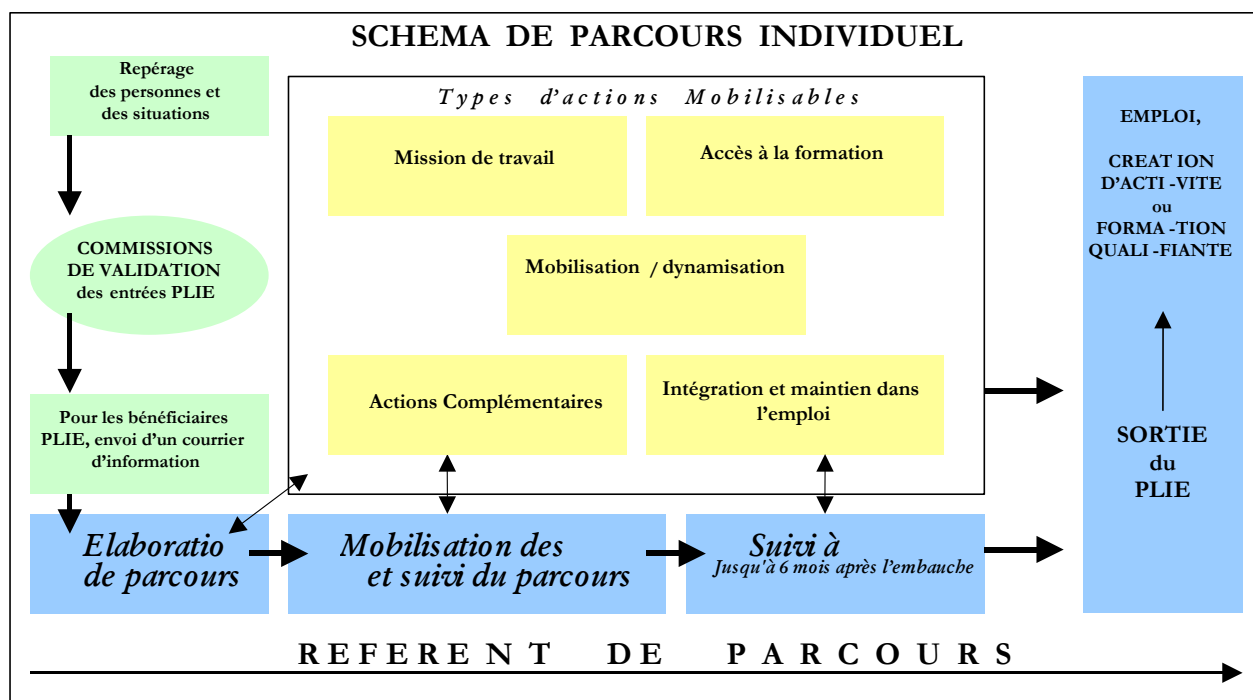 SCHEMA DE PARCOURS INDIVIDUEL
Repérage
des personnes et
des situations
COMMISSIONS
DE VALIDATION
des entrées PLIE
Pour les bénéficiaires
PLIE, envoi d'un courrier
d'information
Types d'actions Mobilisables
Mission de travail
Accès à la formation
Mobilisation / dynamisation
Actions Complémentaires
Intégration et maintien dans
l'emploi
EMPLOI,
CREAT ION
D'ACTI -VITE
ou
FORMA -TION
QUALI -FIANTE
SORTIE
du
PLIE
Elaboratio
de parcours
Mobilisation des
et suivi du parcours
Suivi à
Jusqu'à 6 mois après l'embauche
REFERENT DE PARCOURS